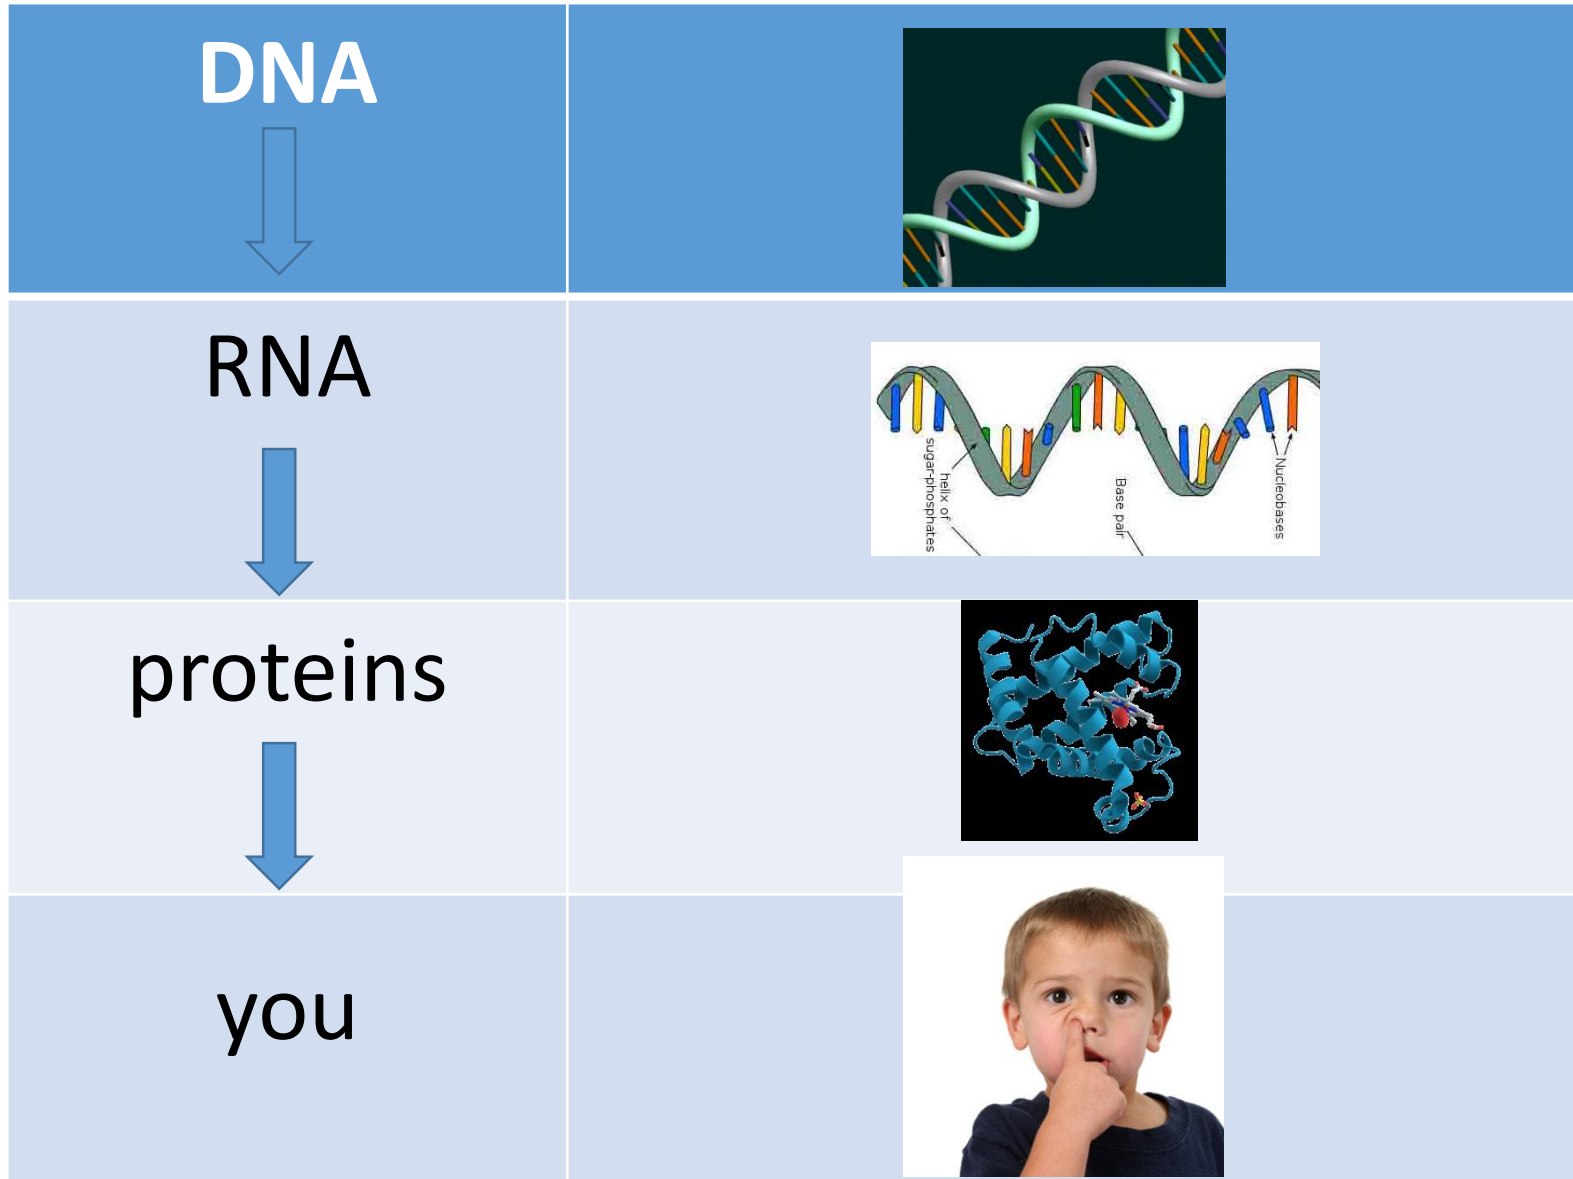 DNA
RNA
sugar-phosphates
helix of
Base pair
Nucleobases
proteins
you